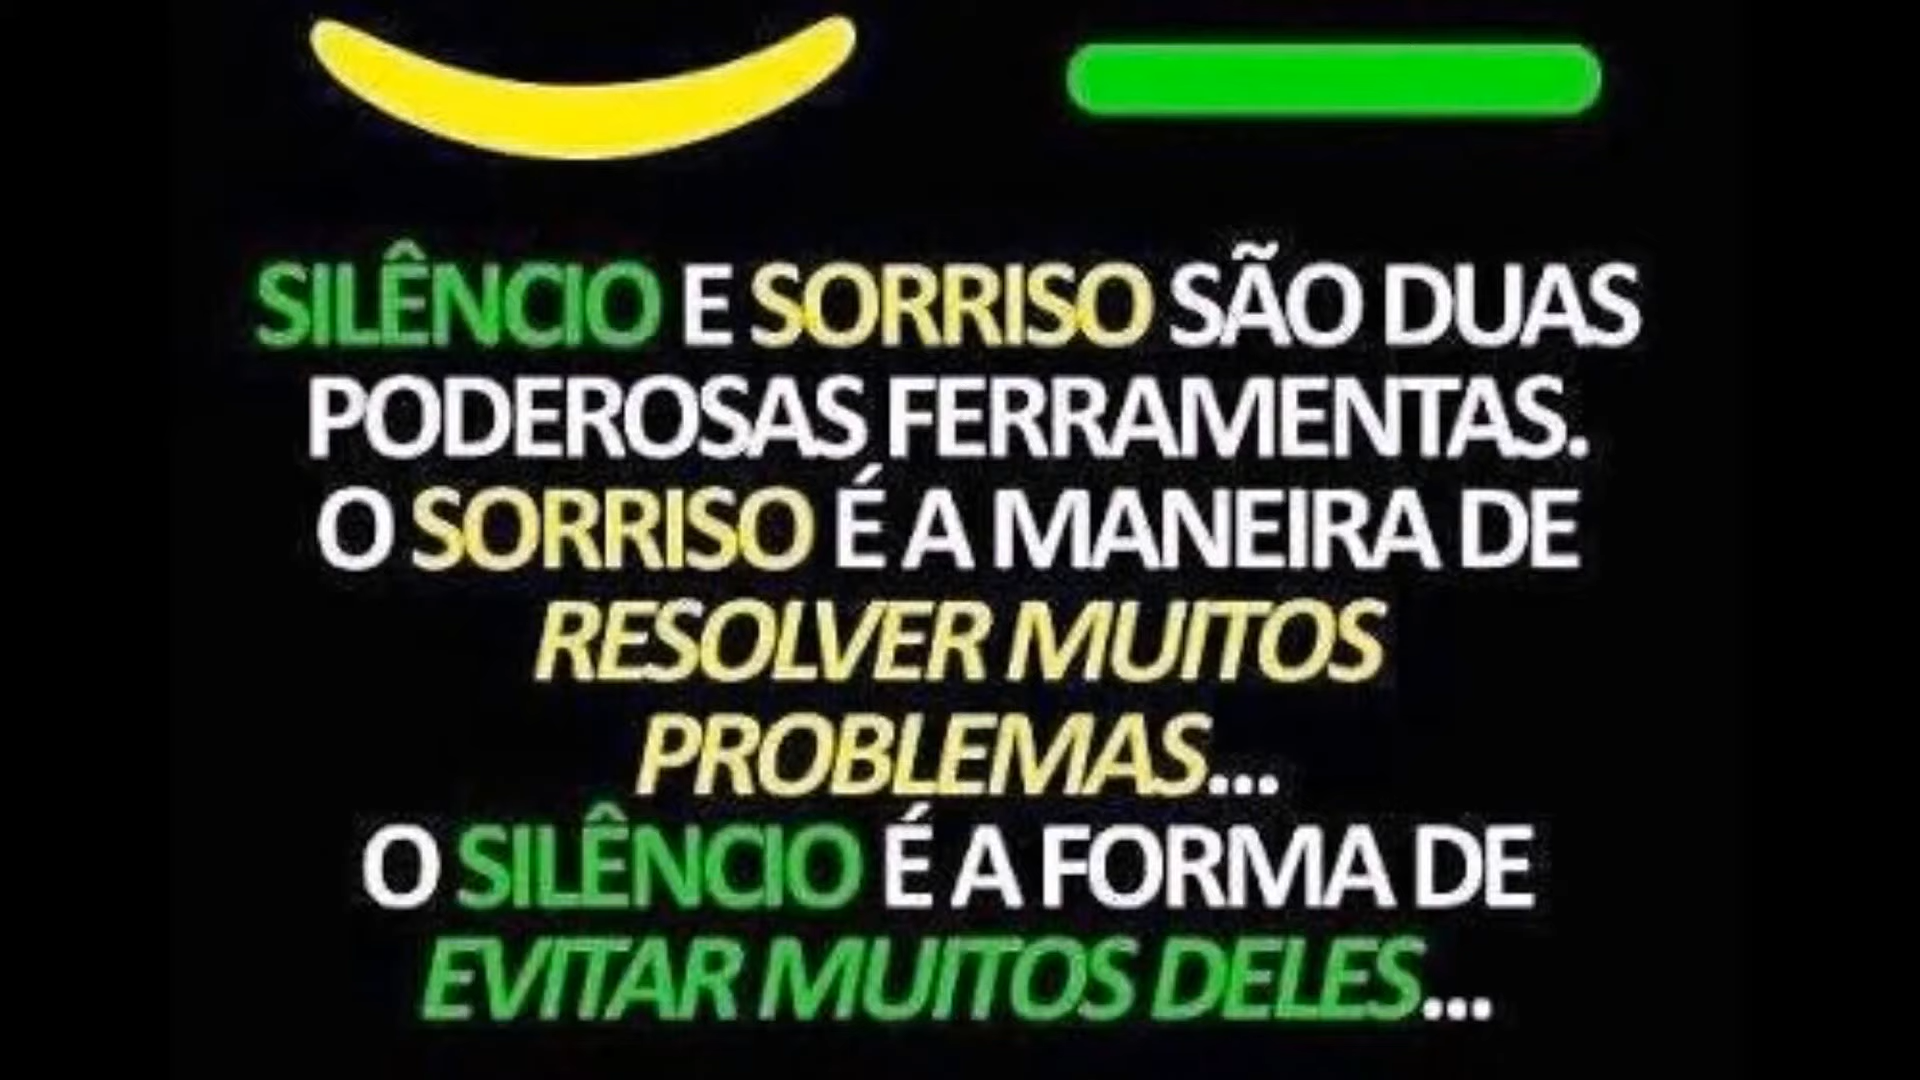 SILÊNCIO E SORRISO SÃO DUAS
PODEROSAS FERRAMENTAS.
O SORRISO É A MANEIRA DE
RESOLVER MUITOS
PROBLEMAS...
O SILÊNCIO É A FORMA DE
EVITAR MUITOS DELES...